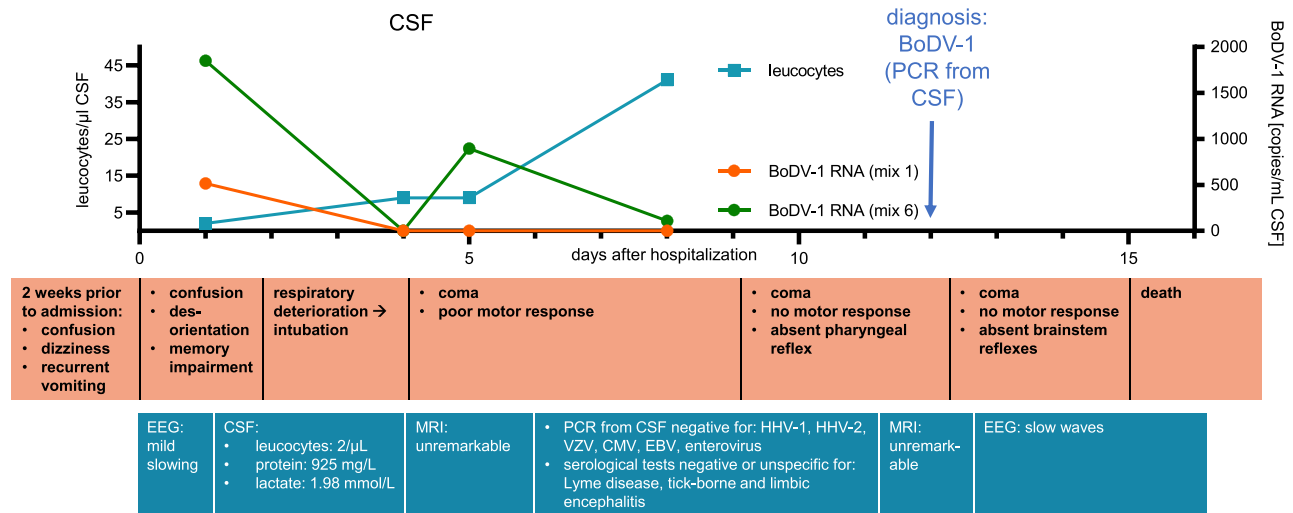 CSF
diagnosis:
BoDV-1
(PCR from
CSF)
leucocytes/µl CSF
45
35
25
15
5
leucocytes
BoDV-1 RNA (mix 1)
BoDV-1 RNA (mix 6)
2000
1500
1000
500
0
BoDV-1 RNA [copies/mL CSF]
0
5
days after hospitalization
10
15
2 weeks prior
to admission:
• confusion
• dizziness
• recurrent
vomiting
• confusion
• des-
orientation
• memory
impairment
respiratory
deterioration →
intubation
• coma
• poor motor response
• coma
• no motor response
• absent pharyngeal
reflex
• coma
• no motor response
• absent brainstem
reflexes
death
EEG:
mild
slowing
CSF:
• leucocytes: 2/µL
• protein: 925 mg/L
• lactate: 1.98 mmol/L
MRI:
unremarkable
• PCR from CSF negative for: HHV-1, HHV-2,
VZV, CMV, EBV, enterovirus
• serological tests negative or unspecific for:
Lyme disease, tick-borne and limbic
encephalitis
MRI:
unremark-
able
EEG: slow waves